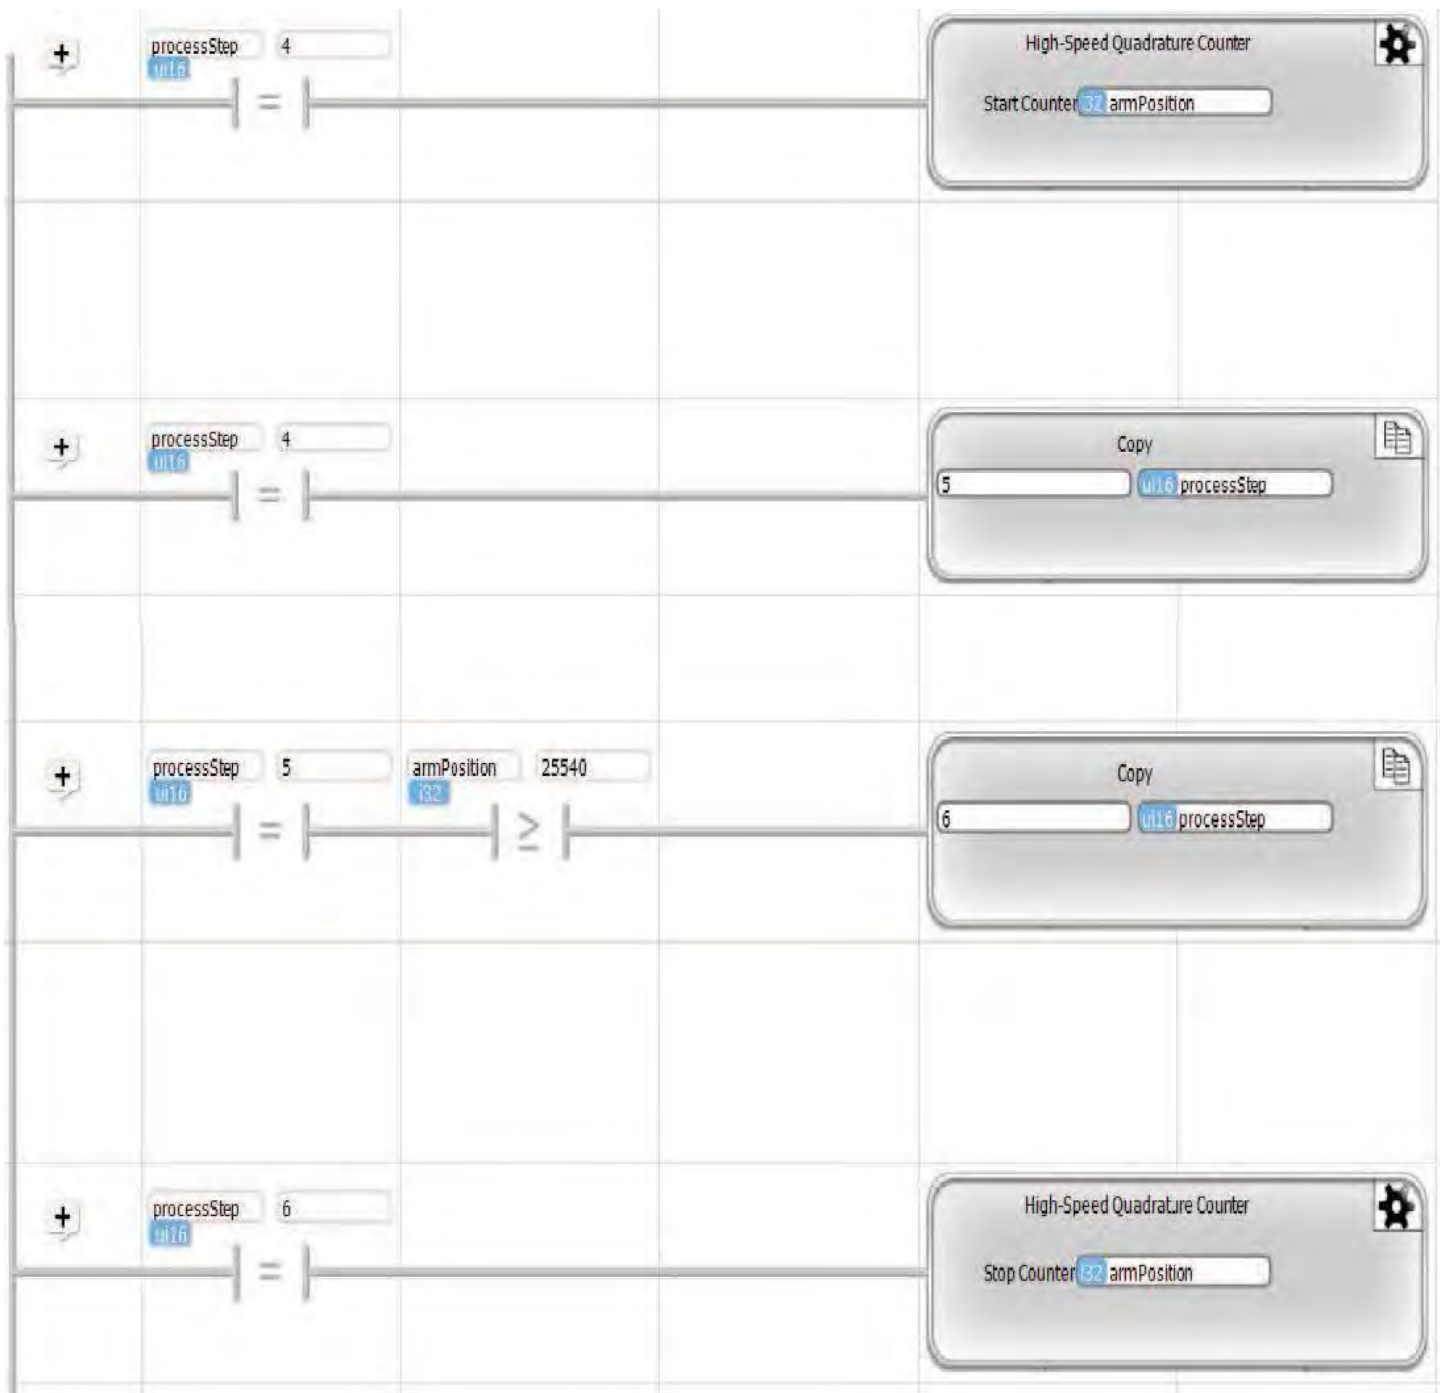 processStep 4
ui16
=
High-Speed Quadrature Counter
Start Counter i32 armPosition
processStep 4
ui16
=
Copy
5 ui16 processStep
processStep 5 armPosition 25540
ui16 i32
= ≥
Copy
6 ui16 processStep
processStep 6
ui16
=
High-Speed Quadrature Counter
Stop Counter i32 armPosition